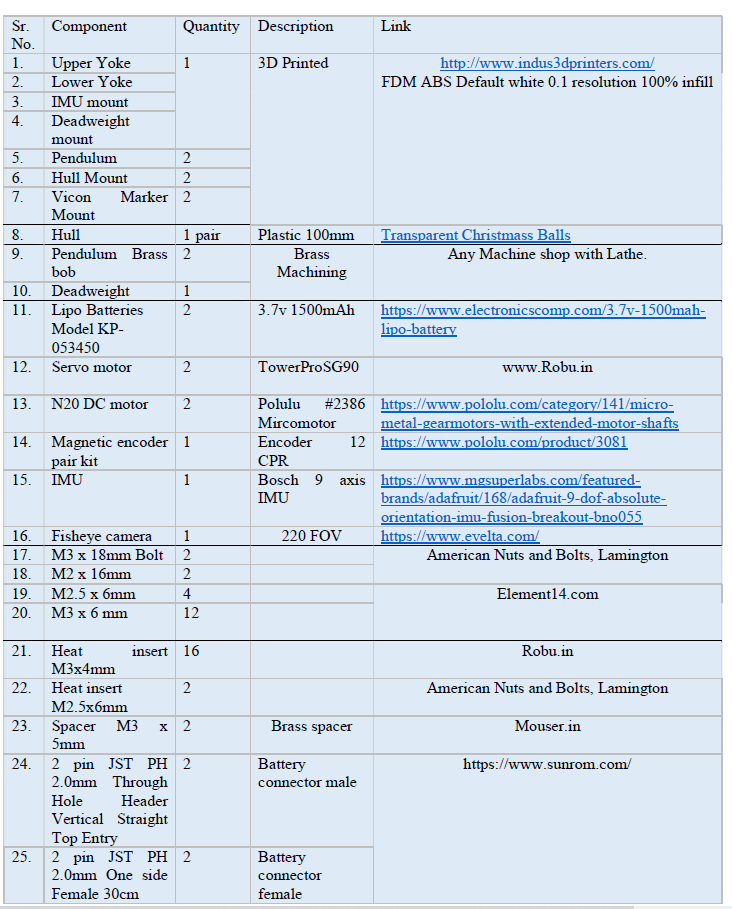 Sr. No. Component Quantity Description Link
1. Upper Yoke 1 3D Printed http://www.indus3dprinters.com/
2. Lower Yoke FDM ABS Default white 0.1 resolution 100% infill
3. IMU mount
4. Deadweight
mount
5. Pendulum 2
6. Hull Mount 2
7. Vicon Marker 2
Mount
8. Hull 1 pair Plastic 100mm Transparent Christmass Balls
9. Pendulum Brass 2 Brass Any Machine shop with Lathe.
bob Machining
10. Deadweight 1
11. Lipo Batteries 2 3.7v 1500mAh https://www.electronicscomp.com/3.7v-1500mah-
Model KP- lipo-battery
053450
12. Servo motor 2 TowerProSG90 www.Robu.in
13. N20 DC motor 2 Polulu #2386 https://www.pololu.com/category/141/micro-
Mircomotor metal-gearmotors-with-extended-motor-shafts
14. Magnetic encoder 1 Encoder 12 https://www.pololu.com/product/3081
pair kit CPR
15. IMU 1 Bosch 9 axis https://www.mgsuperlabs.com/featured-
IMU brands/adafruit/168/adafruit-9-dof-absolute-
orientation-imu-fusion-breakout-bno055
16. Fisheye camera 1 220 FOV https://www.evelta.com/
17. M3 x 18mm Bolt 2 American Nuts and Bolts, Lamington
18. M2 x 16mm 2
19. M2.5 x 6mm 4 Element14.com
20. M3 x 6 mm 12
21. Heat insert 16 Robu.in
M3x4mm
22. Heat insert 2 American Nuts and Bolts, Lamington
M2.5x6mm
23. Spacer M3 x 2 Brass spacer Mouser.in
5mm
24. 2 pin JST PH 2 Battery https://www.sunrom.com/
2.0mm Through connector male
Hole Header
Vertical Straight
Top Entry
25. 2 pin JST PH 2 Battery
2.0mm One side connector
Female 30cm female